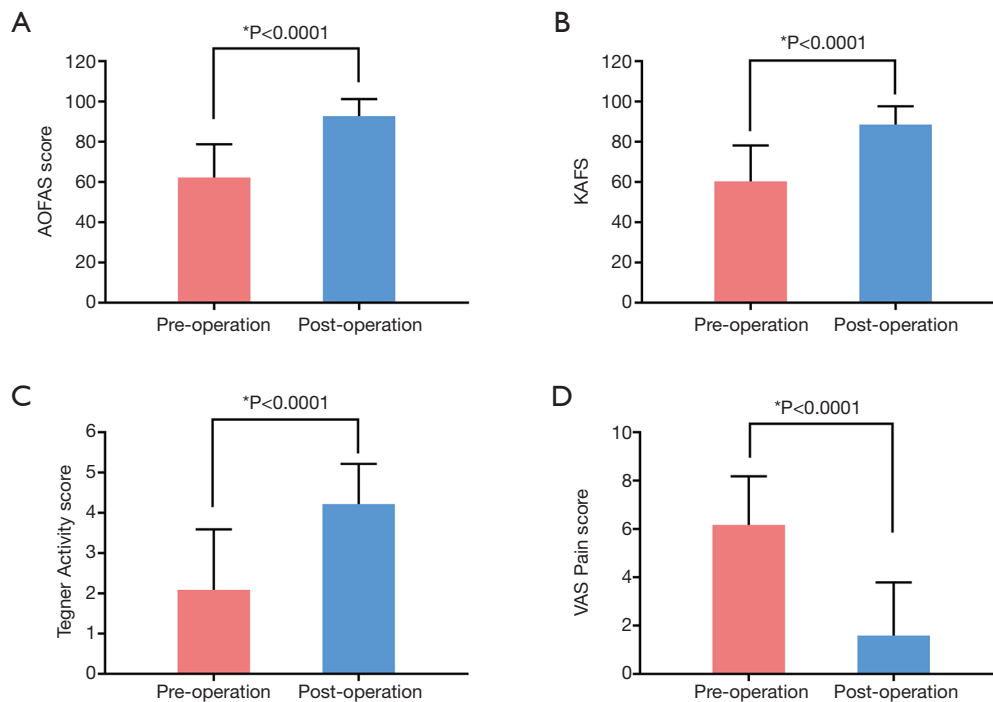 A
*P<0.0001
AOFAS score
120
100
80
60
40
20
0
Pre-operation Post-operation
B
*P<0.0001
KAFS
120
100
80
60
40
20
0
Pre-operation Post-operation
C
*P<0.0001
Tegner Activity score
6
5
4
3
2
1
0
Pre-operation Post-operation
D
*P<0.0001
VAS Pain score
10
8
6
4
2
0
Pre-operation Post-operation